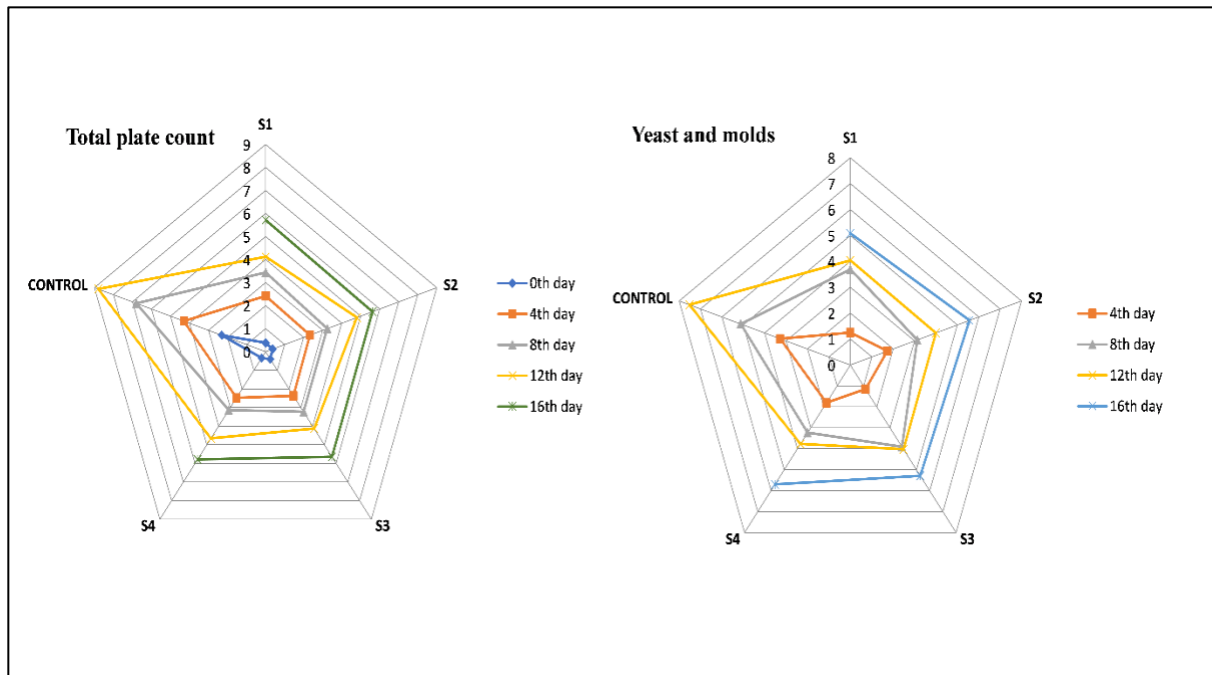 Total plate count
S1
9
8
7
6
5
4
3
2
1
0
CONTROL
S2
S4
S3
0th day
4th day
8th day
12th day
16th day
Yeast and molds
S1
8
7
6
5
4
3
2
1
0
CONTROL
S2
S4
S3
4th day
8th day
12th day
16th day